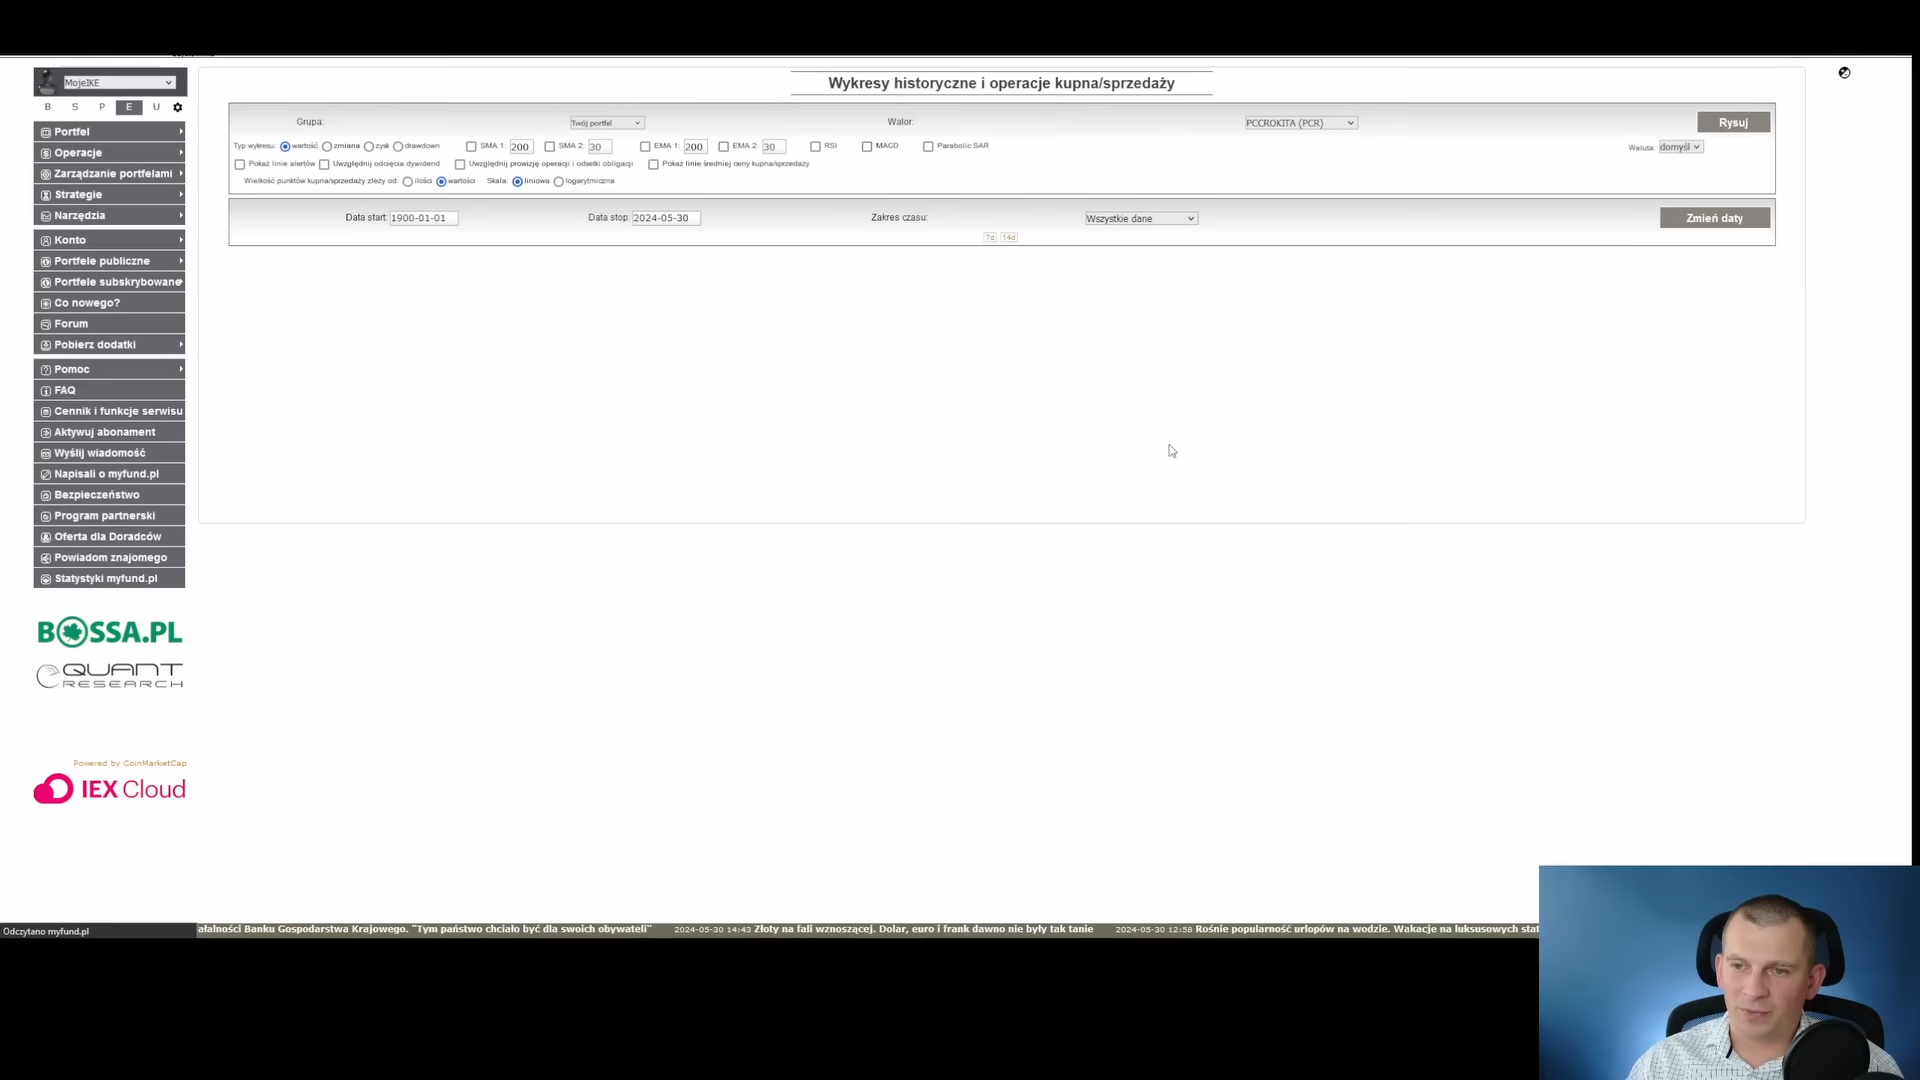 MojeIKE
B S P E U
Portfel
Operacje
Zarządzanie portfelami
Strategie
Narzędzia
Konto
Portfele publiczne
Portfele subskrybowane
Co nowego?
Forum
Pobierz dodatki
Pomoc
FAQ
Cennik i funkcje serwisu
Aktywuj abonament
Wyślij wiadomość
Napisali o myfund.pl
Bezpieczeństwo
Program partnerski
Oferta dla Doradców
Powiadom znajomego
Statystyki myfund.pl
BOSSA.PL
QUANT
RESEARCH
Powered by CoinMarketCap
IEX Cloud
Wykresy historyczne i operacje kupna/sprzedaży
Grupa: Twój portfel Walor: PCCROKITA (PCR) Rysuj
Typ wykresu: wartość zmiana zysk drawdown SMA 1: 200 SMA 2: 30 EMA 1: 200 EMA 2: 30 RSI MACD Parabolic SAR Waluta: domyśl
Pokaż linie alertów Uwzględnij odcięcia dywidend Uwzględnij prowizję operacji i odsetki obligacji Pokaż linie średniej ceny kupna/sprzedaży
Wielkość punktów kupna/sprzedaży zleży od: ilości wartości Skala: liniowa logarytmiczna
Data start: 1900-01-01 Data stop: 2024-05-30 Zakres czasu: Wszystkie dane Zmień daty
7d 14d
Odczytano myfund.pl
ałalności Banku Gospodarstwa Krajowego. "Tym państwo chciało być dla swoich obywateli" 2024-05-30 14:43 Złoty na fali wznoszącej. Dolar, euro i frank dawno nie były tak tanie 2024-05-30 12:58 Rośnie popularność urlopów na wodzie. Wakacje na luksusowych stat